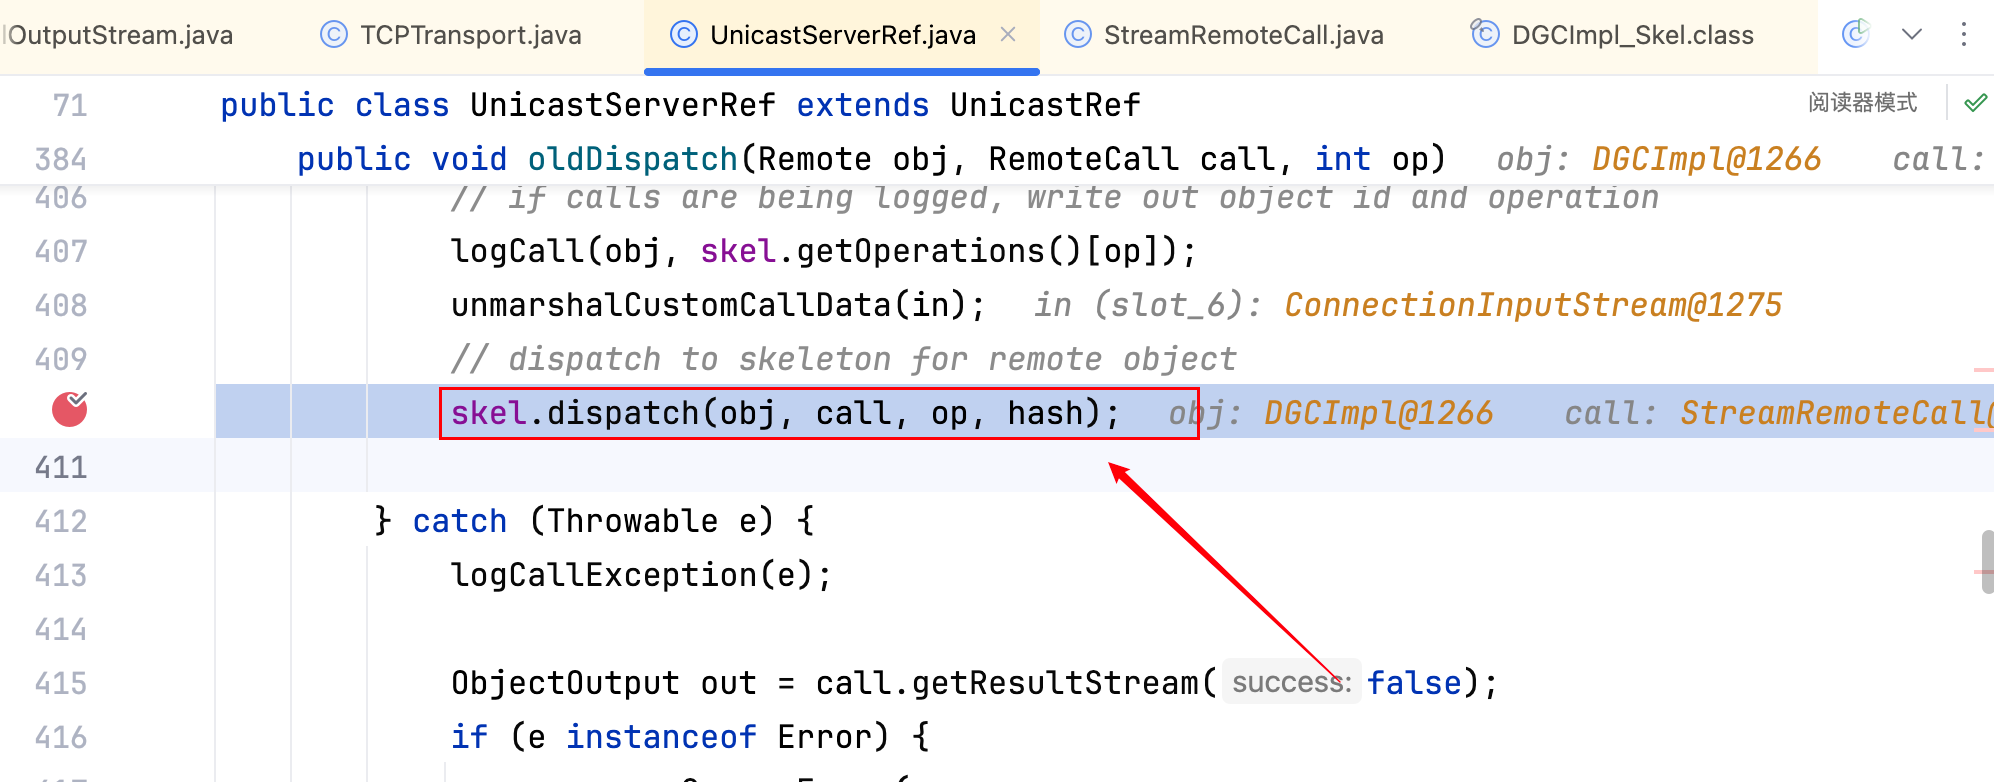 lOutputStream.java TCPTransport.java UnicastServerRef.java StreamRemoteCall.java DGCImpl_Skel.class
71 public class UnicastServerRef extends UnicastRef 阅读器模式
384 public void oldDispatch(Remote obj, RemoteCall call, int op) obj: DGCImpl@1266 call:
406 // if calls are being logged, write out object id and operation
407 logCall(obj, skel.getOperations()[op]);
408 unmarshalCustomCallData(in); in (slot_6): ConnectionInputStream@1275
409 // dispatch to skeleton for remote object
skel.dispatch(obj, call, op, hash); obj: DGCImpl@1266 call: StreamRemoteCall@
411
412 } catch (Throwable e) {
413 logCallException(e);
414
415 ObjectOutput out = call.getResultStream( success: false);
416 if (e instanceof Error) {